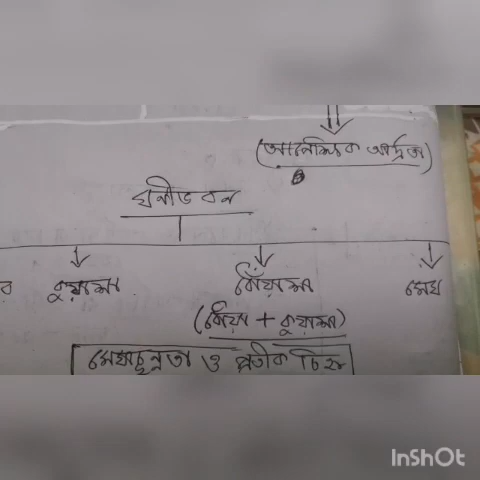 (আপেক্ষিক আর্দ্রতা)
ঘনীভবন
র কুয়াশা ধোঁয়াশা মেঘ
(ধোঁয়া + কুয়াশা)
মেঘাচ্ছন্নতা ও প্রতীক চিহ্ন
InShOt